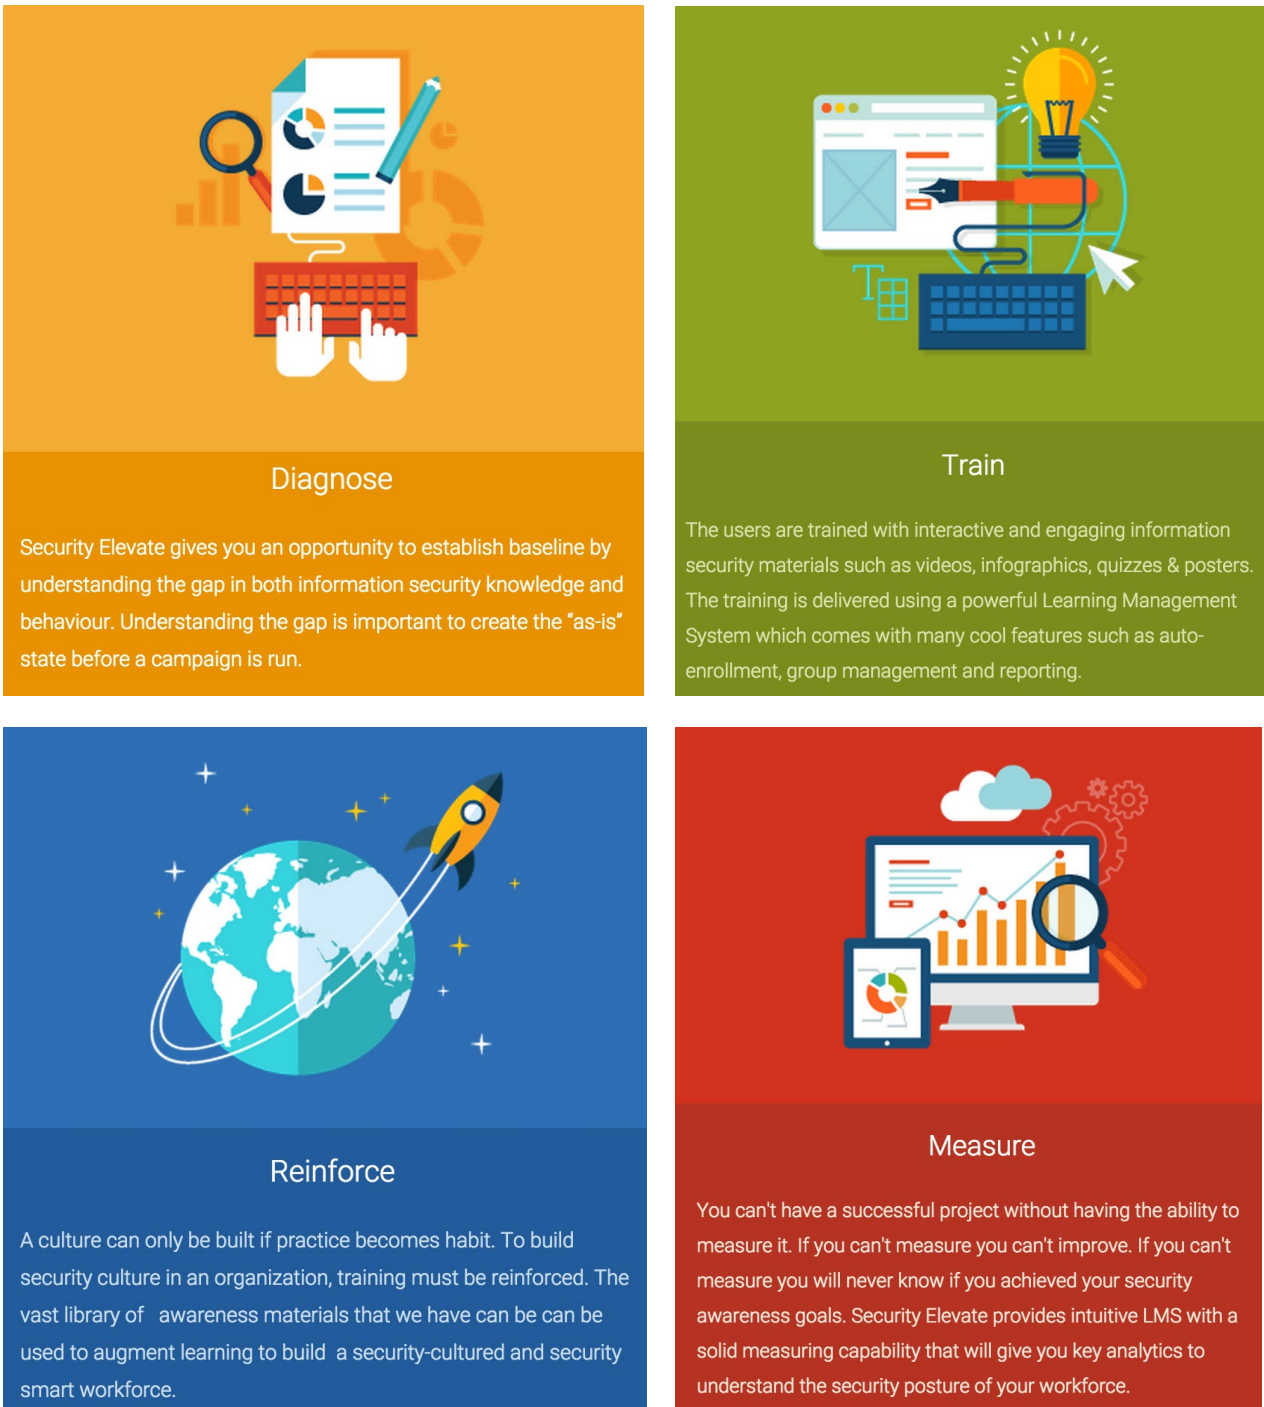 Diagnose
Security Elevate gives you an opportunity to establish baseline by
understanding the gap in both information security knowledge and
behaviour. Understanding the gap is important to create the “as-is”
state before a campaign is run.
Train
The users are trained with interactive and engaging information
security materials such as videos, infographics, quizzes & posters.
The training is delivered using a powerful Learning Management
System which comes with many cool features such as auto-
enrollment, group management and reporting.
Reinforce
A culture can only be built if practice becomes habit. To build
security culture in an organization, training must be reinforced. The
vast library of awareness materials that we have can be can be
used to augment learning to build a security-cultured and security
smart workforce.
Measure
You can't have a successful project without having the ability to
measure it. If you can't measure you can't improve. If you can't
measure you will never know if you achieved your security
awareness goals. Security Elevate provides intuitive LMS with a
solid measuring capability that will give you key analytics to
understand the security posture of your workforce.